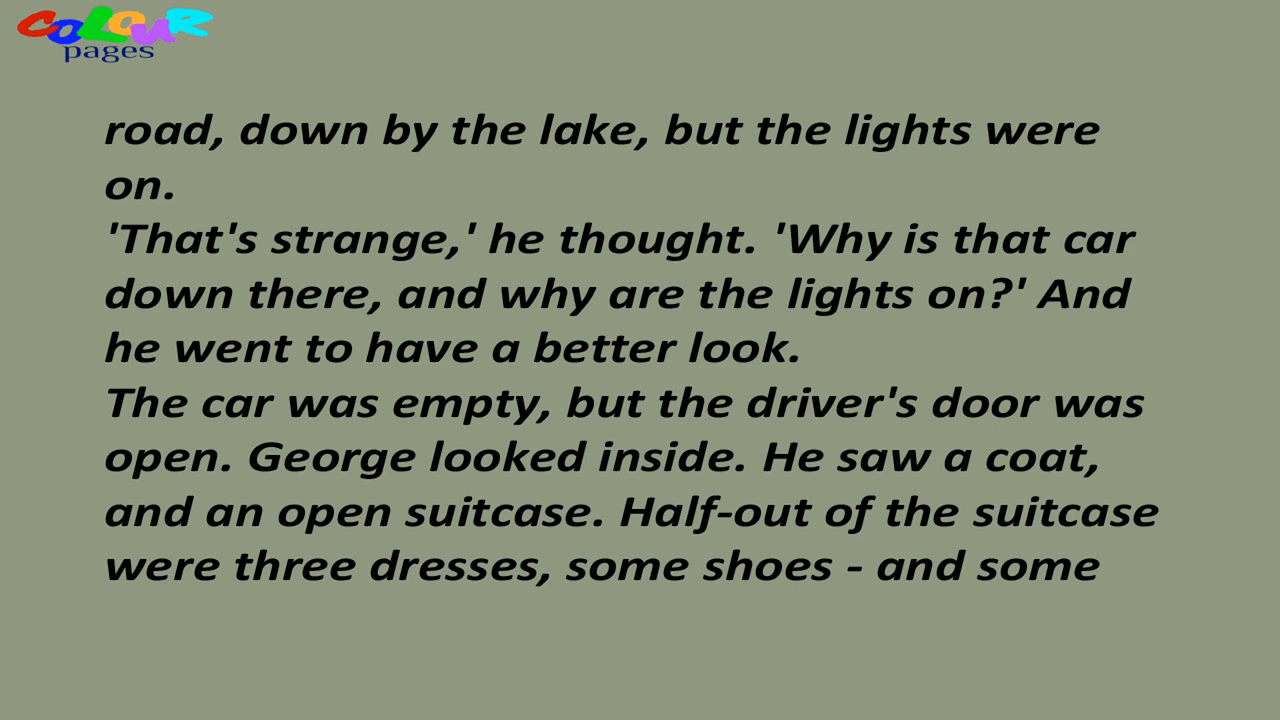 COLOUR
pages
road, down by the lake, but the lights were
on.
'That's strange,' he thought. 'Why is that car
down there, and why are the lights on?' And
he went to have a better look.
The car was empty, but the driver's door was
open. George looked inside. He saw a coat,
and an open suitcase. Half-out of the suitcase
were three dresses, some shoes - and some